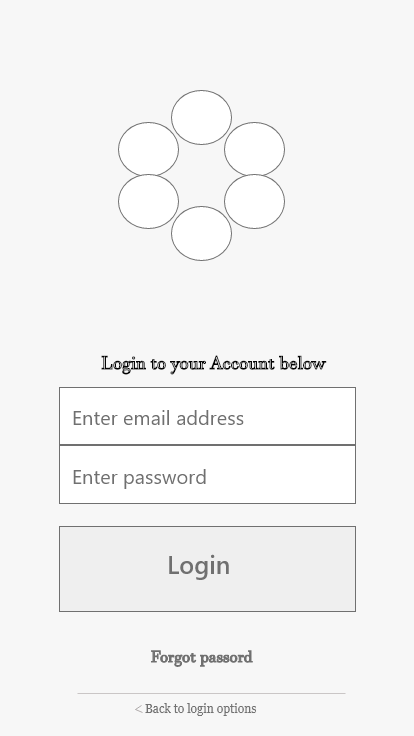 Login to your Account below
Enter email address
Enter password
Login
Forgot passord
< Back to login options